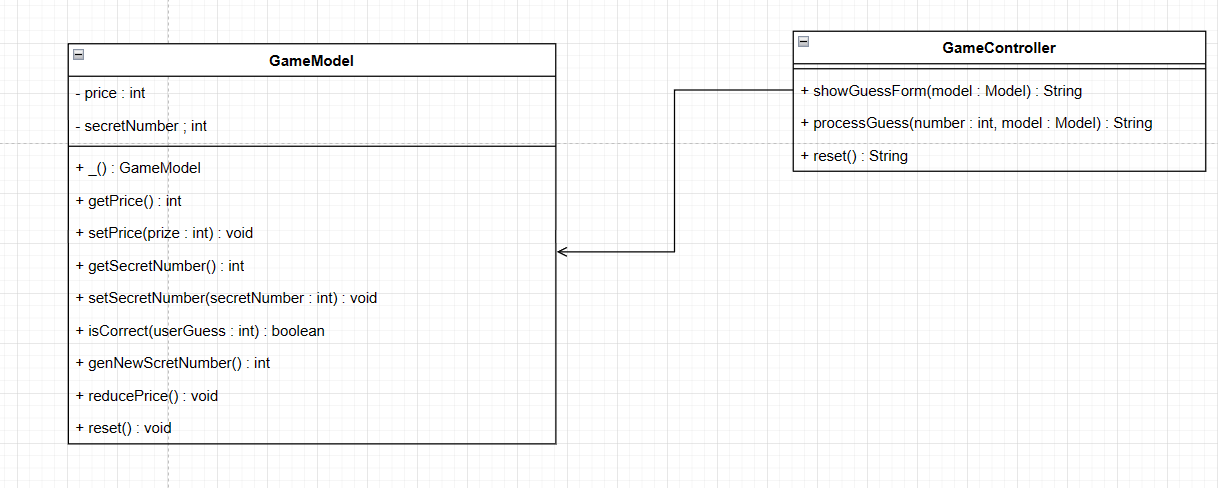 GameModel
- price : int
- secretNumber ; int
+ _() : GameModel
+ getPrice() : int
+ setPrice(prize : int) : void
+ getSecretNumber() : int
+ setSecretNumber(secretNumber : int) : void
+ isCorrect(userGuess : int) : boolean
+ genNewScretNumber() : int
+ reducePrice() : void
+ reset() : void
GameController
+ showGuessForm(model : Model) : String
+ processGuess(number : int, model : Model) : String
+ reset() : String